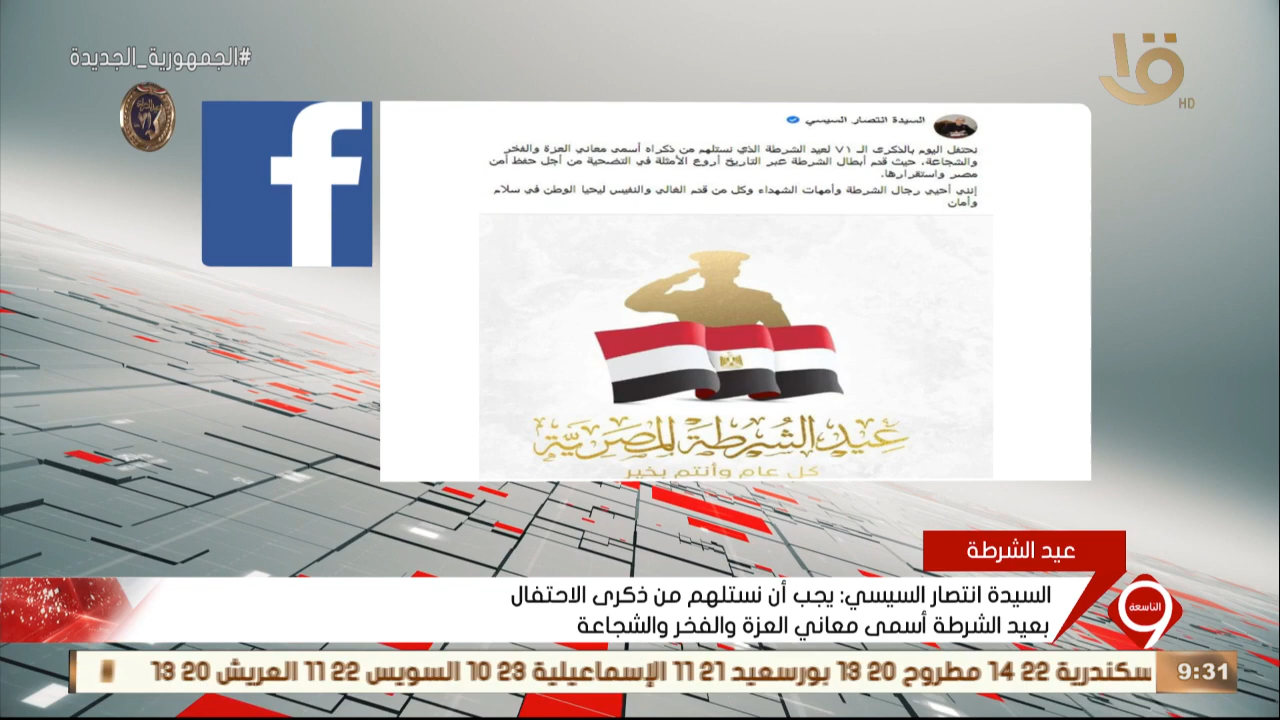 #الجمهورية_الجديدة
HD
السيدة انتصار السيسي
نحتفل اليوم بالذكرى الـ ٧١ لعيد الشرطة الذي نستلهم من ذكراه أسمى معاني العزة والفخر
والشجاعة، حيث قدم أبطال الشرطة عبر التاريخ أروع الأمثلة في التضحية من أجل حفظ أمن
مصر واستقرارها.
إنني أحيي رجال الشرطة وأمهات الشهداء وكل من قدم الغالي والنفيس ليحيا الوطن في سلام
وأمان
عيد الشرطة المصرية
كل عام وأنتم بخير
عيد الشرطة
السيدة انتصار السيسي: يجب أن نستلهم من ذكرى الاحتفال
بعيد الشرطة أسمى معاني العزة والفخر والشجاعة
التاسعة
9
9:31
سكندرية 22 14 مطروح 20 13 بورسعيد 21 11 الإسماعيلية 23 10 السويس 22 11 العريش 20 13